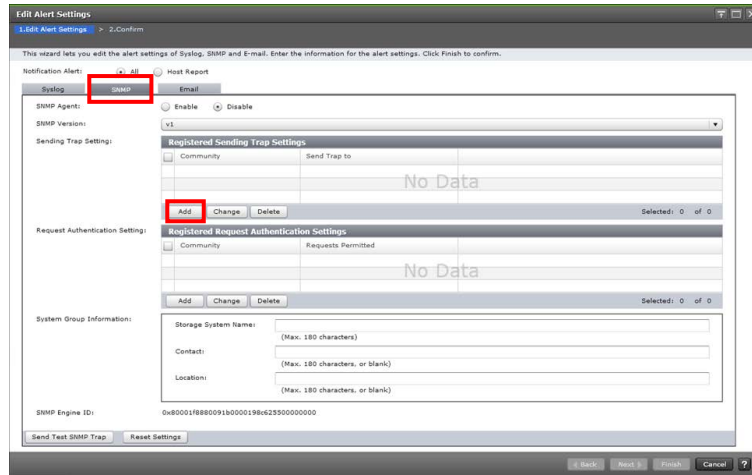 Edit Alert Settings
1.Edit Alert Settings > 2.Confirm
This wizard lets you edit the alert settings of Syslog, SNMP and E-mail. Enter the information for the alert settings. Click Finish to confirm.
Notification Alert: All Host Report
Syslog SNMP Email
SNMP Agent: Enable Disable
SNMP Version: v1
Sending Trap Setting: Registered Sending Trap Settings
Community Send Trap to
No Data
Add Change Delete Selected: 0 of 0
Request Authentication Setting: Registered Request Authentication Settings
Community Requests Permitted
No Data
Add Change Delete Selected: 0 of 0
System Group Information:
Storage System Name:
(Max. 180 characters)
Contact:
(Max. 180 characters, or blank)
Location:
(Max. 180 characters, or blank)
SNMP Engine ID: 0x80001f8880091b0000198c625500000000
Send Test SNMP Trap Reset Settings
Back Next Finish Cancel ?